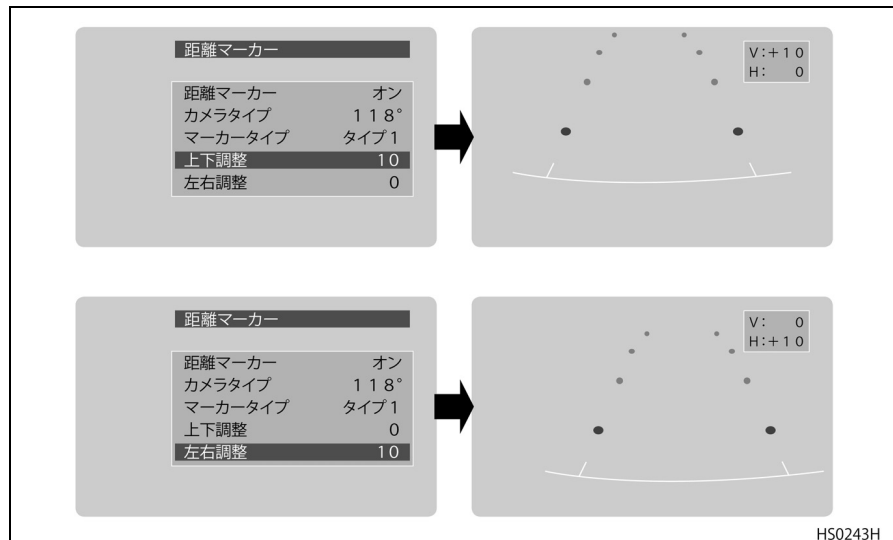 距離マーカー
距離マーカー オン
カメラタイプ 118°
マーカータイプ タイプ1
上下調整 10
左右調整 0
V:+10
H: 0
距離マーカー
距離マーカー オン
カメラタイプ 118°
マーカータイプ タイプ1
上下調整 0
左右調整 10
V: 0
H:+10
HS0243H